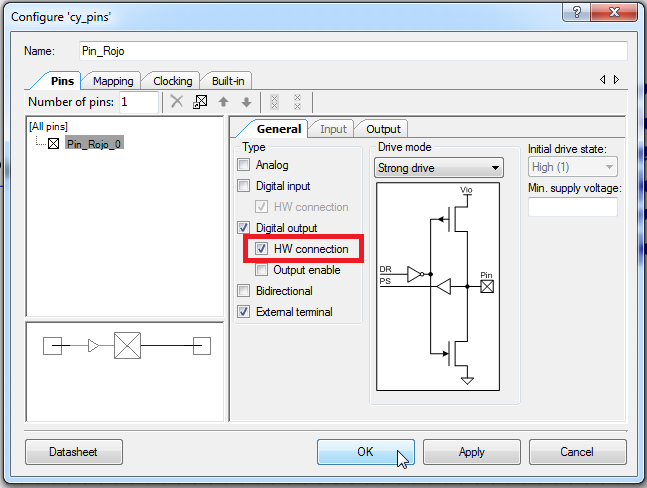 Configure 'cy_pins'
?
Name: Pin_Rojo
Pins Mapping Clocking Built-in
Number of pins: 1
[All pins]
Pin_Rojo_0
General Input Output
Type
Analog
Digital input
HW connection
Digital output
HW connection
Output enable
Bidirectional
External terminal
Drive mode
Strong drive
Vio
DR
PS
Pin
Initial drive state:
High (1)
Min. supply voltage:
Datasheet OK Apply Cancel